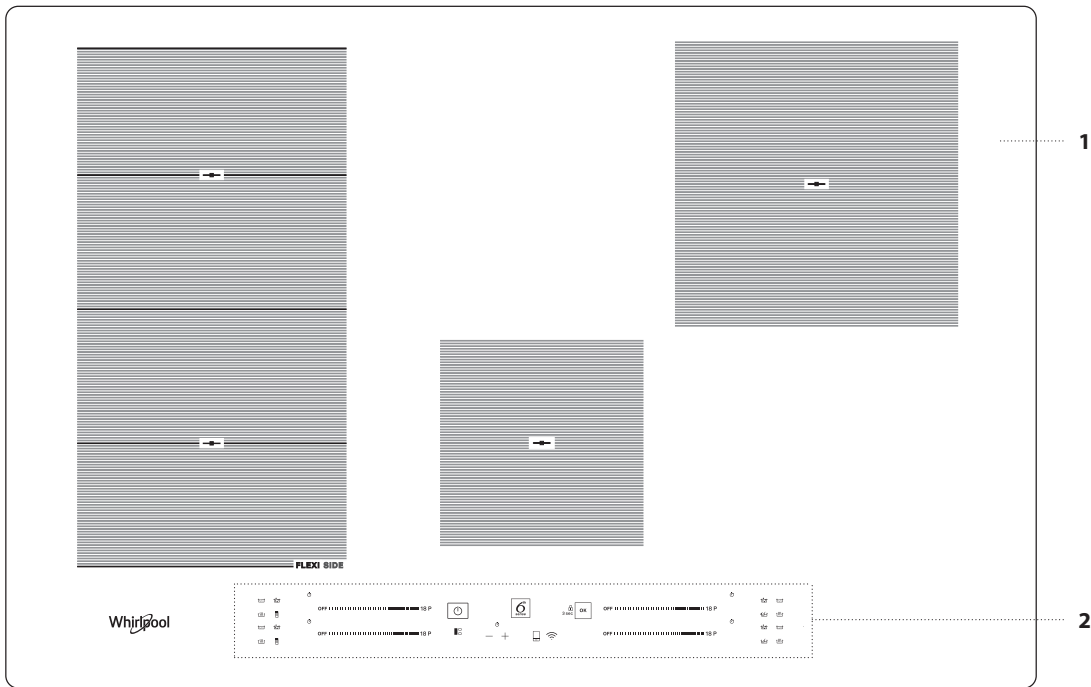 1
FLEXI SIDE
Whirlpool
OFF 18 P
OFF 18 P
6
SENSE
3 sec
OK
OFF 18 P
OFF 18 P
2